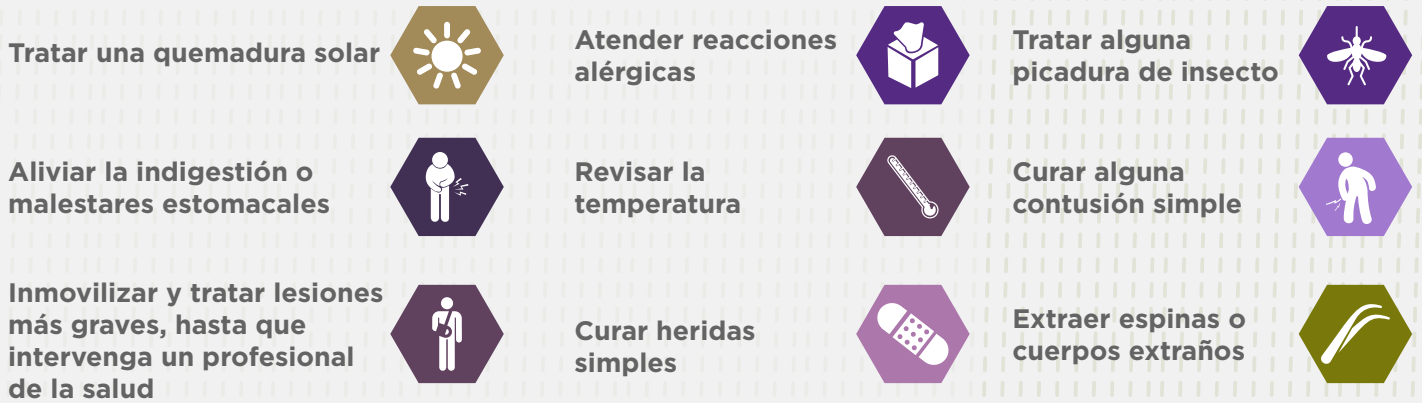 Tratar una quemadura solar
Atender reacciones
alérgicas
Tratar alguna
picadura de insecto
Aliviar la indigestión o
malestares estomacales
Revisar la
temperatura
Curar alguna
contusión simple
Inmovilizar y tratar lesiones
más graves, hasta que
intervenga un profesional
de la salud
Curar heridas
simples
Extraer espinas o
cuerpos extraños